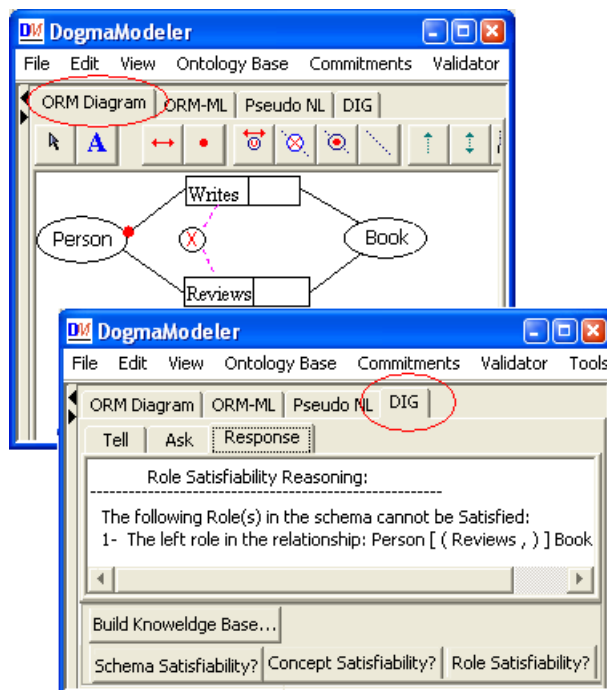 DM DogmaModeler
File Edit View Ontology Base Commitments Validator
ORM Diagram ORM-ML Pseudo NL DIG
A
Writes
Person X Book
Reviews
DM DogmaModeler
File Edit View Ontology Base Commitments Validator Tools
ORM Diagram ORM-ML Pseudo NL DIG
Tell Ask Response
Role Satisfiability Reasoning:
The following Role(s) in the schema cannot be Satisfied:
1- The left role in the relationship: Person [ ( Reviews , ) ] Book
Build Knoweldge Base...
Schema Satisfiability? Concept Satisfiability? Role Satisfiability?